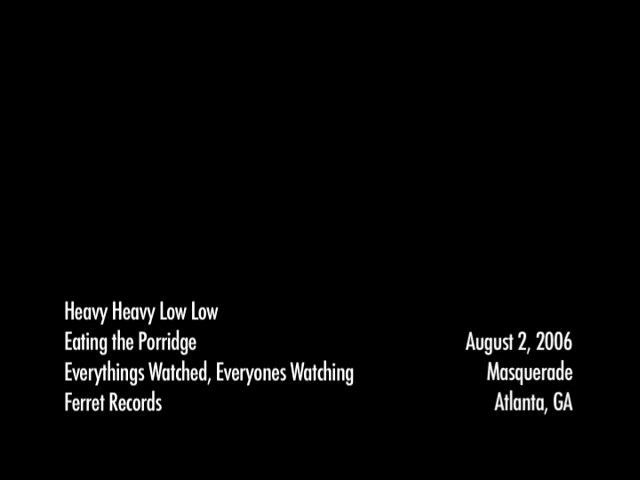 Heavy Heavy Low Low
Eating the Porridge
Everythings Watched, Everyones Watching
Ferret Records
August 2, 2006
Masquerade
Atlanta, GA